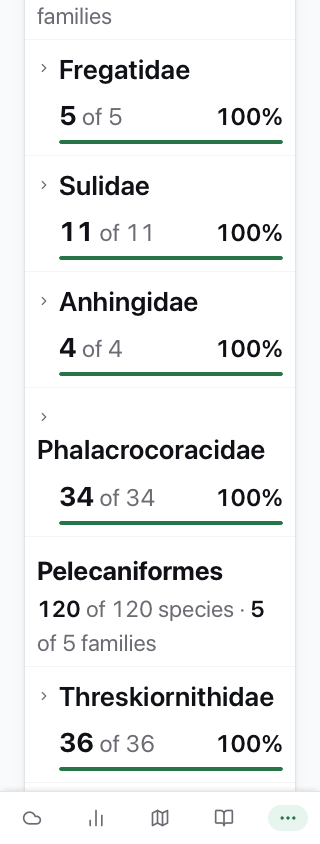 families
Fregatidae
5 of 5 100%
Sulidae
11 of 11 100%
Anhingidae
4 of 4 100%
Phalacrocoracidae
34 of 34 100%
Pelecaniformes
120 of 120 species · 5
of 5 families
Threskiornithidae
36 of 36 100%